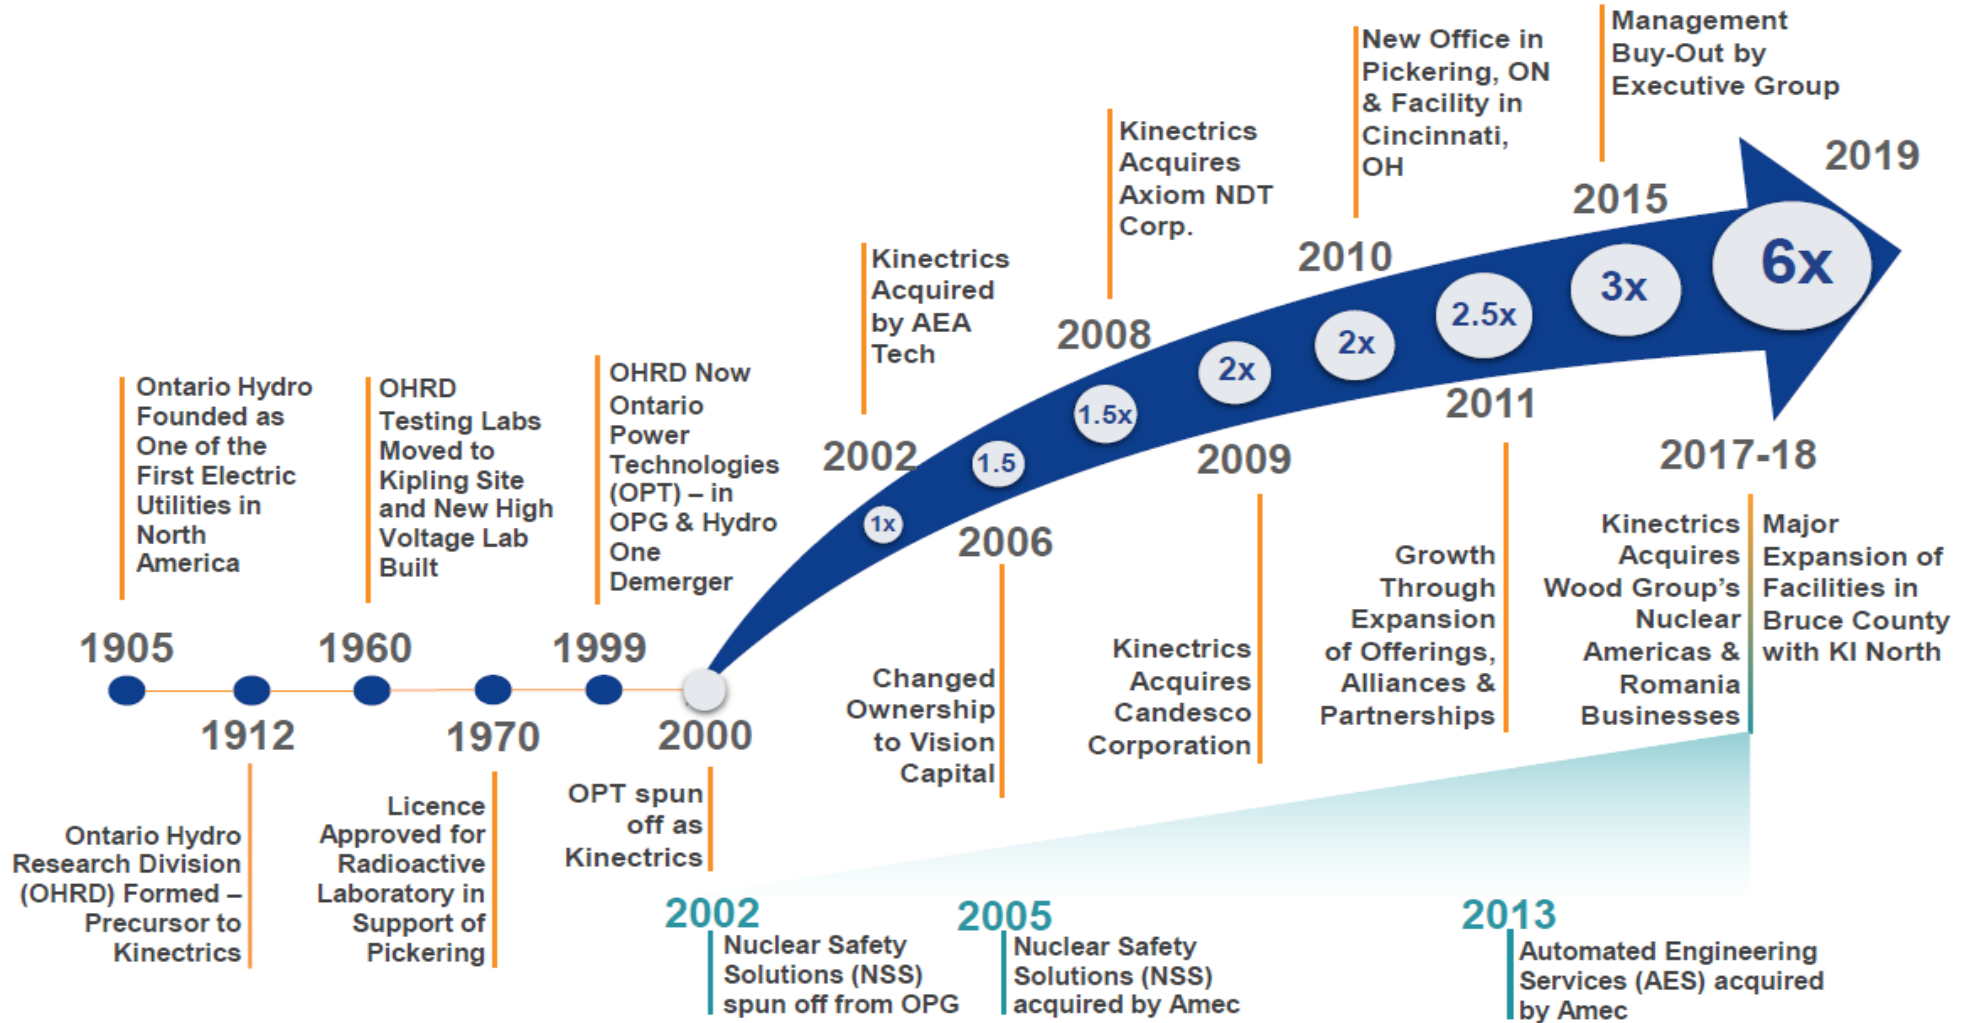 Management
Buy-Out by
Executive Group
New Office in
Pickering, ON
& Facility in
Cincinnati,
OH
2019
Kinectrics
Acquires
Axiom NDT
Corp.
2015
2010
Kinectrics
Acquired
by AEA
Tech
2008
6x
3x
2.5x
2x
2x
1.5x
1.5
1x
Ontario Hydro
Founded as
One of the
First Electric
Utilities in
North
America
OHRD
Testing Labs
Moved to
Kipling Site
and New High
Voltage Lab
Built
OHRD Now
Ontario
Power
Technologies
(OPT) – in
OPG & Hydro
One
Demerger
2002
2006
2009
2011
2017-18
1905
1960
1999
1912
1970
2000
Ontario Hydro
Research Division
(OHRD) Formed –
Precursor to
Kinectrics
Licence
Approved for
Radioactive
Laboratory in
Support of
Pickering
OPT spun
off as
Kinectrics
Changed
Ownership
to Vision
Capital
Kinectrics
Acquires
Candesco
Corporation
Growth
Through
Expansion
of Offerings,
Alliances &
Partnerships
Kinectrics
Acquires
Wood Group’s
Nuclear
Americas &
Romania
Businesses
Major
Expansion of
Facilities in
Bruce County
with KI North
2002
Nuclear Safety
Solutions (NSS)
spun off from OPG
2005
Nuclear Safety
Solutions (NSS)
acquired by Amec
2013
Automated Engineering
Services (AES) acquired
by Amec